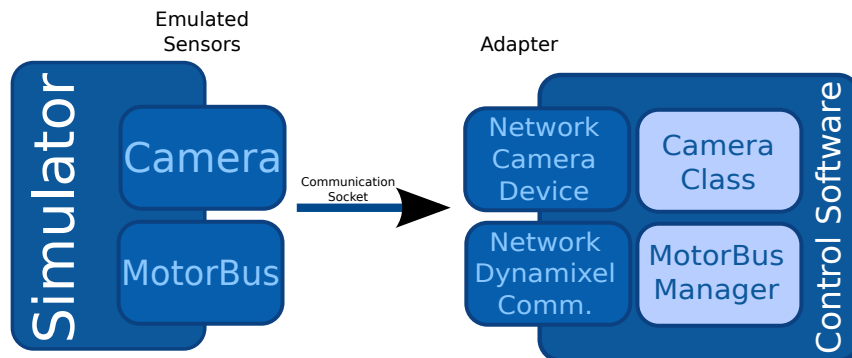 Emulated
Sensors
Adapter
Simulator
Camera
MotorBus
Communication
Socket
Network
Camera
Device
Network
Dynamixel
Comm.
Camera
Class
MotorBus
Manager
Control Software